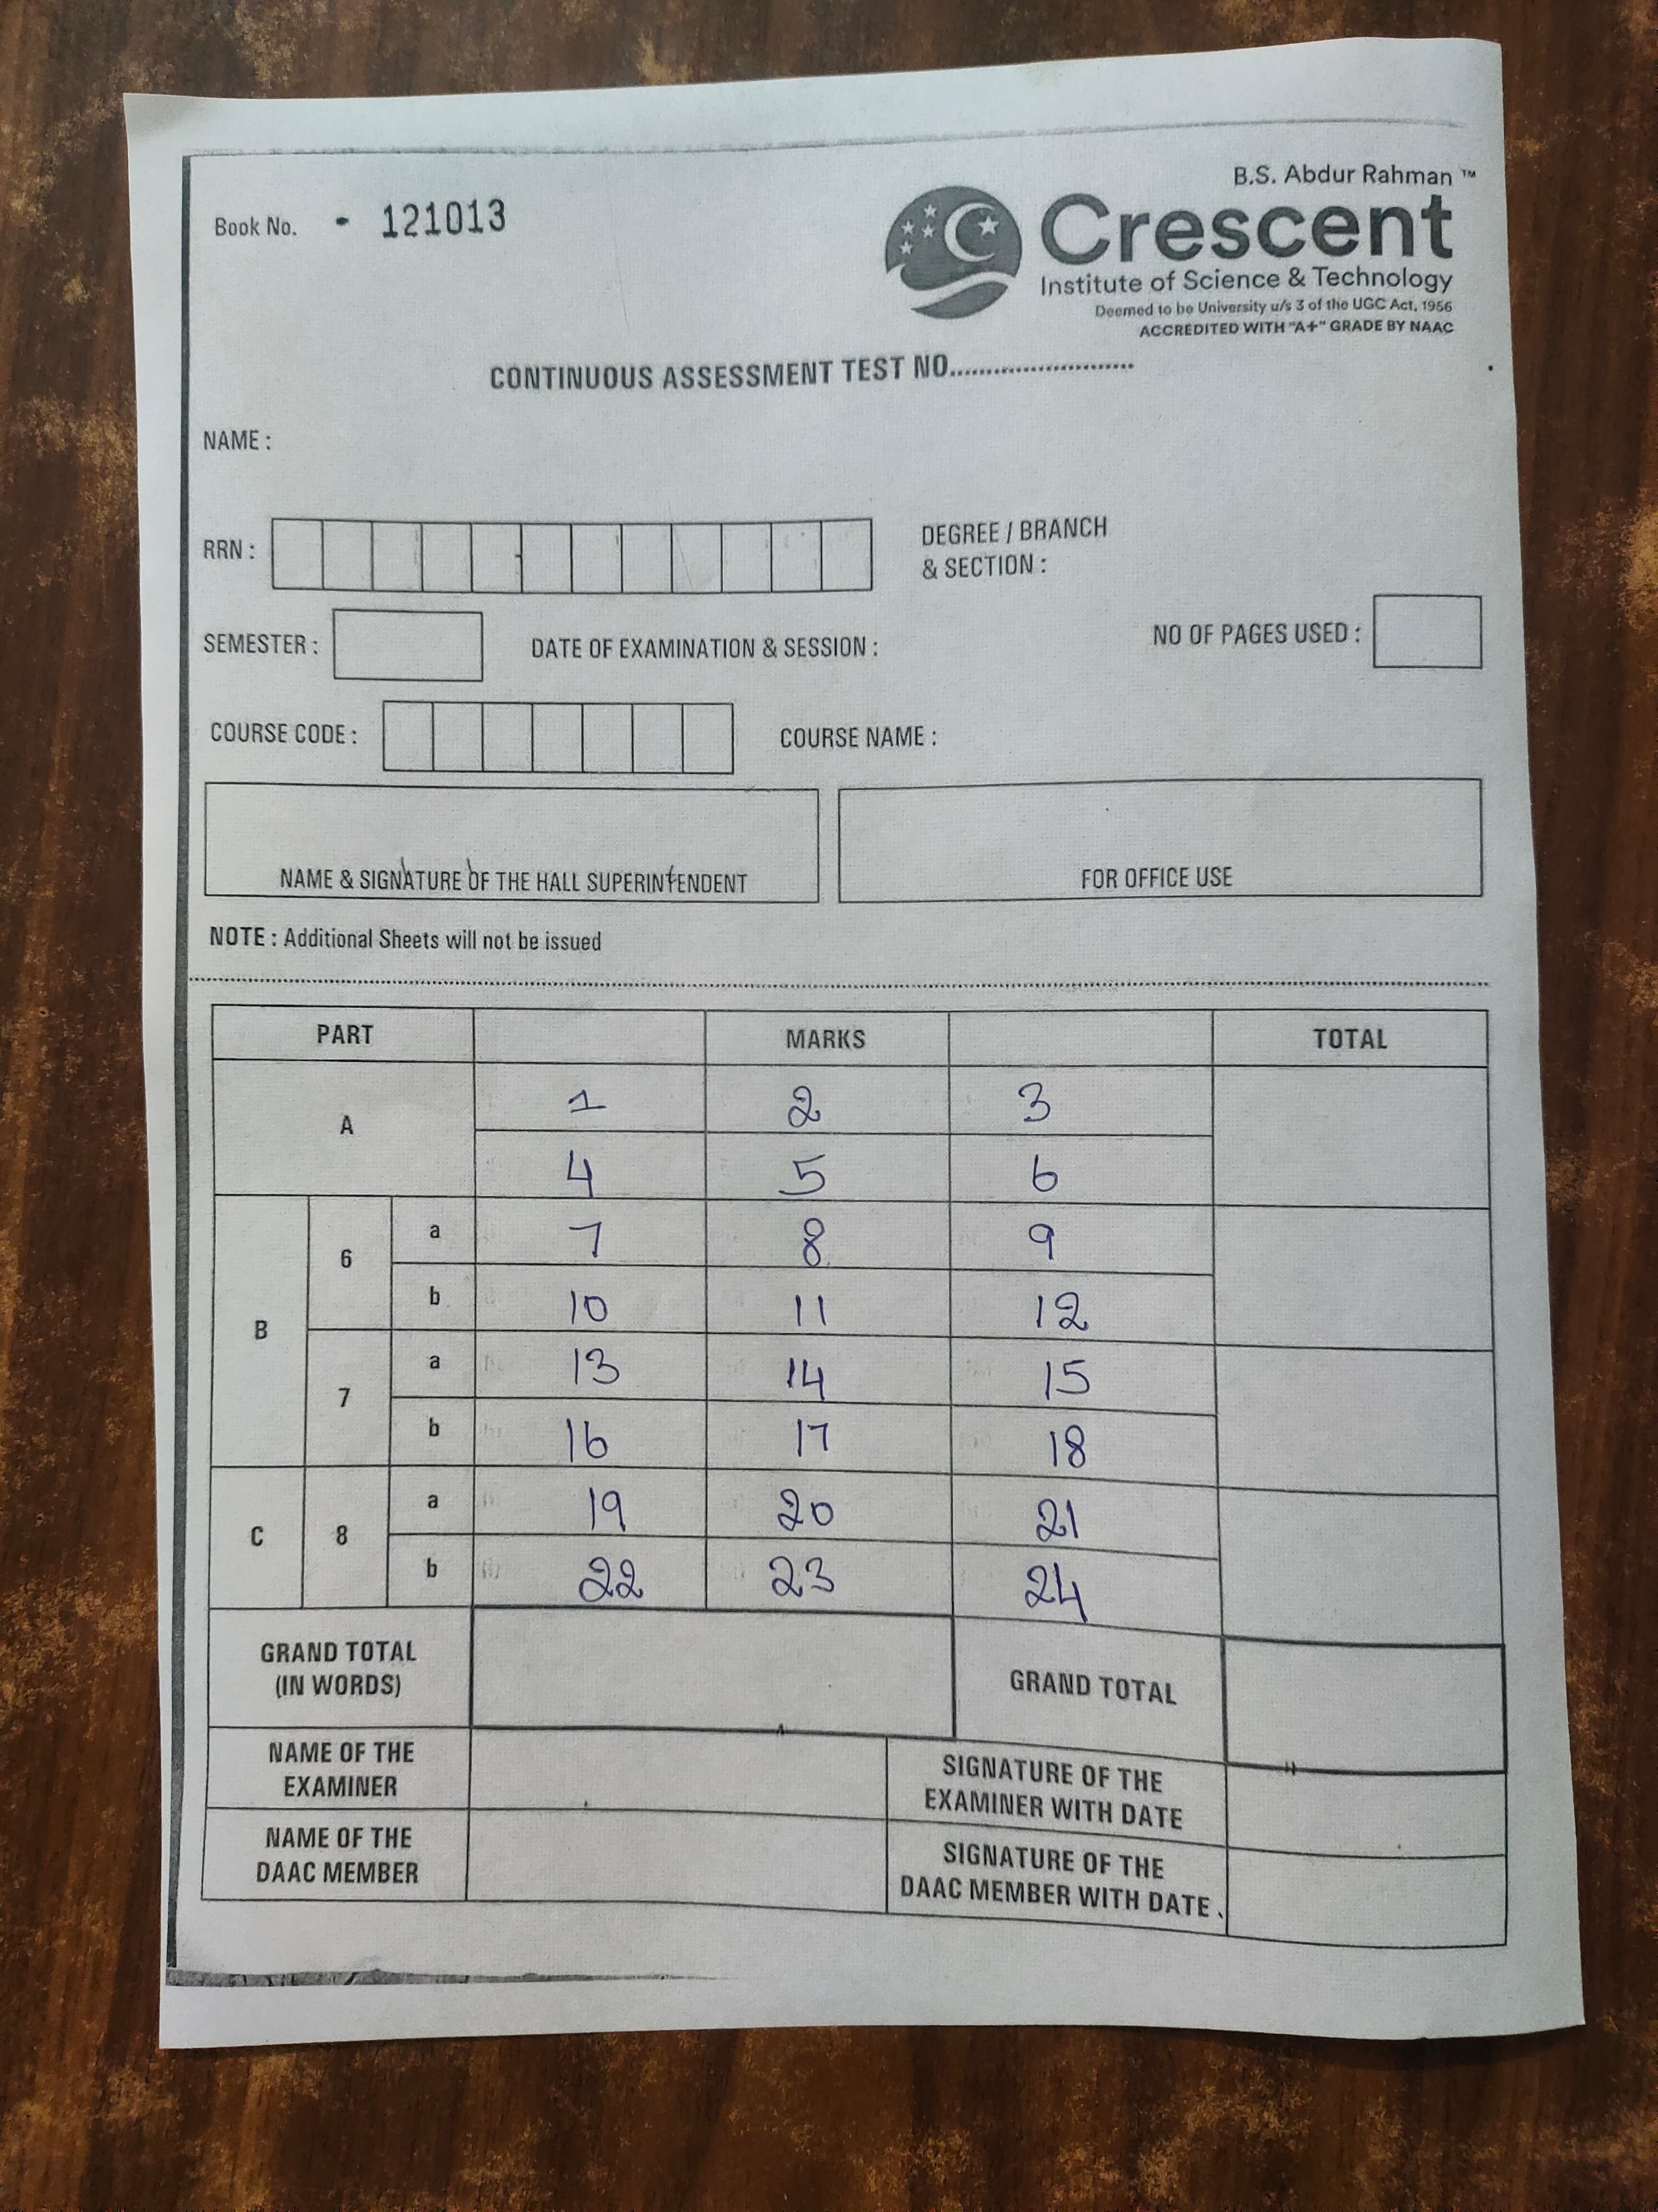 B.S. Abdur Rahman ™
Book No. - 121013
Crescent
Institute of Science & Technology
Deemed to be University u/s 3 of the UGC Act, 1956
ACCREDITED WITH "A+" GRADE BY NAAC
CONTINUOUS ASSESSMENT TEST NO..........................
NAME :
RRN :
DEGREE / BRANCH
& SECTION :
SEMESTER : DATE OF EXAMINATION & SESSION : NO OF PAGES USED :
COURSE CODE : COURSE NAME :
NAME & SIGNATURE OF THE HALL SUPERINTENDENT FOR OFFICE USE
NOTE : Additional Sheets will not be issued
PART MARKS TOTAL
A 1 2 3
4 5 6
B 6 a 7 8 9
b 10 11 12
7 a 13 14 15
b 16 17 18
C 8 a 19 20 21
b 22 23 24
GRAND TOTAL
(IN WORDS)
GRAND TOTAL
NAME OF THE
EXAMINER
SIGNATURE OF THE
EXAMINER WITH DATE
NAME OF THE
DAAC MEMBER
SIGNATURE OF THE
DAAC MEMBER WITH DATE